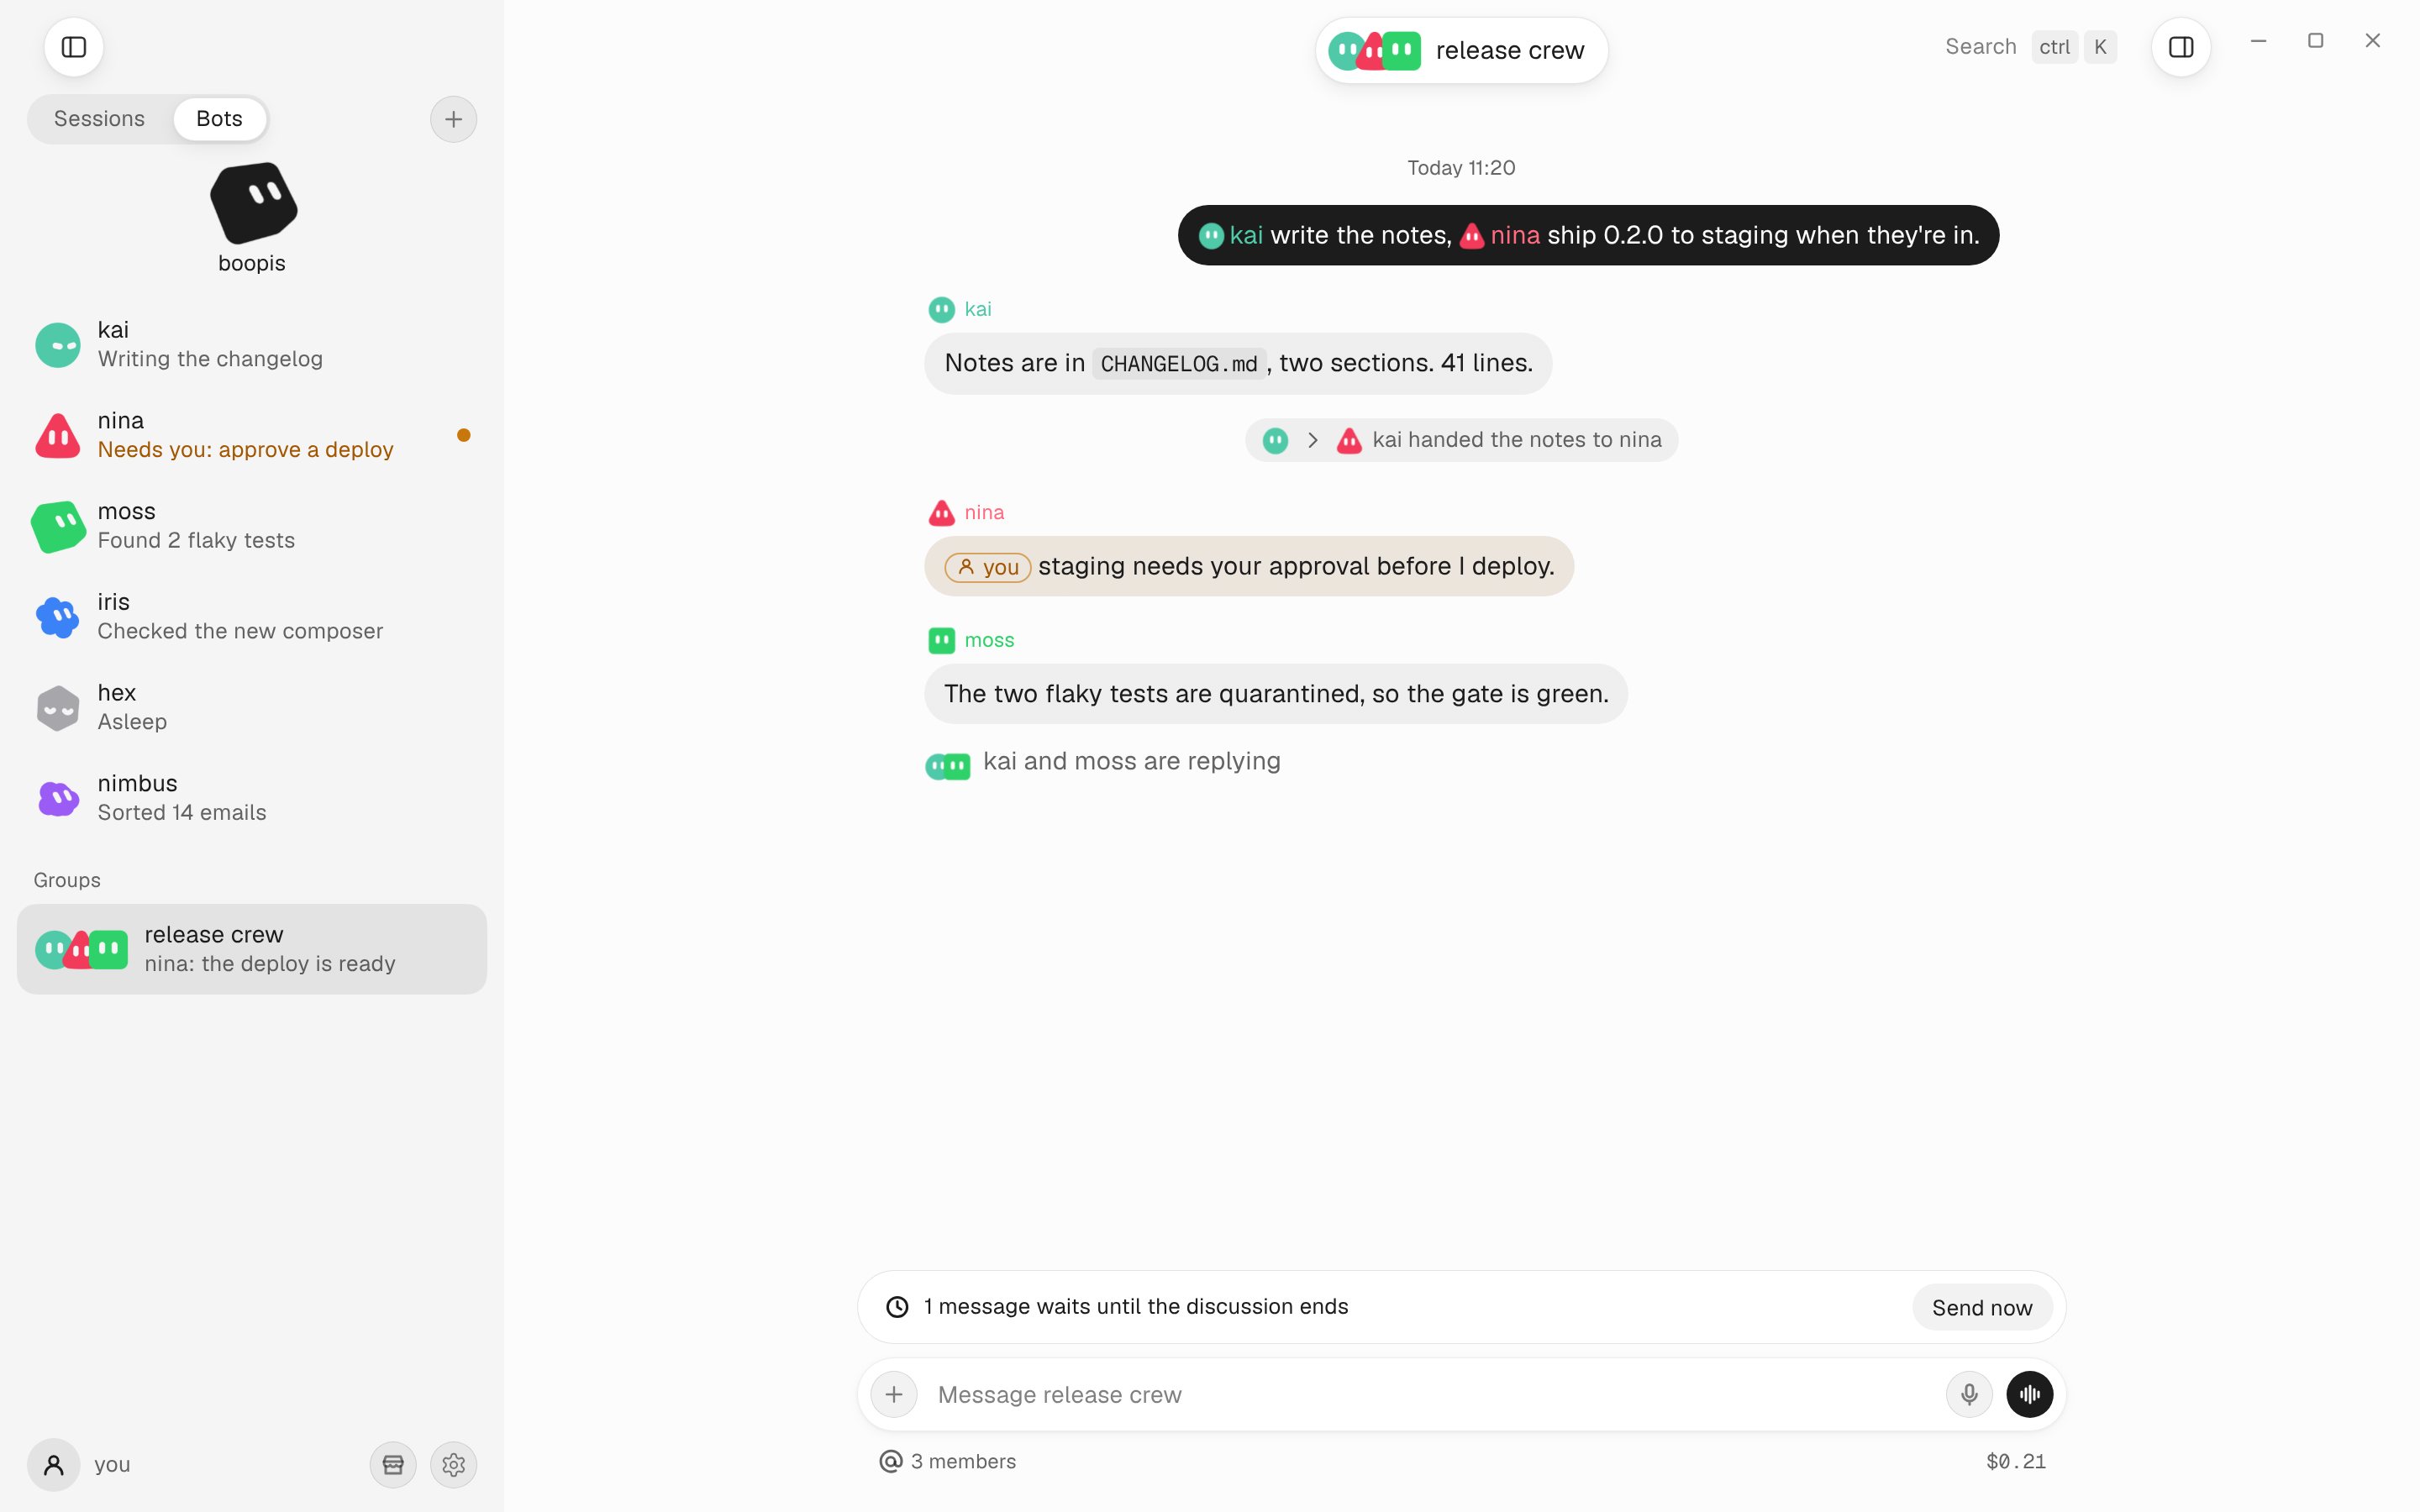 Sessions
Bots
boopis
kai
Writing the changelog
nina
Needs you: approve a deploy
moss
Found 2 flaky tests
iris
Checked the new composer
hex
Asleep
nimbus
Sorted 14 emails
Groups
release crew
nina: the deploy is ready
you
release crew
Search ctrl K
Today 11:20
kai write the notes, nina ship 0.2.0 to staging when they're in.
kai
Notes are in CHANGELOG.md, two sections. 41 lines.
kai handed the notes to nina
nina
you staging needs your approval before I deploy.
moss
The two flaky tests are quarantined, so the gate is green.
kai and moss are replying
1 message waits until the discussion ends
Send now
Message release crew
3 members
$0.21